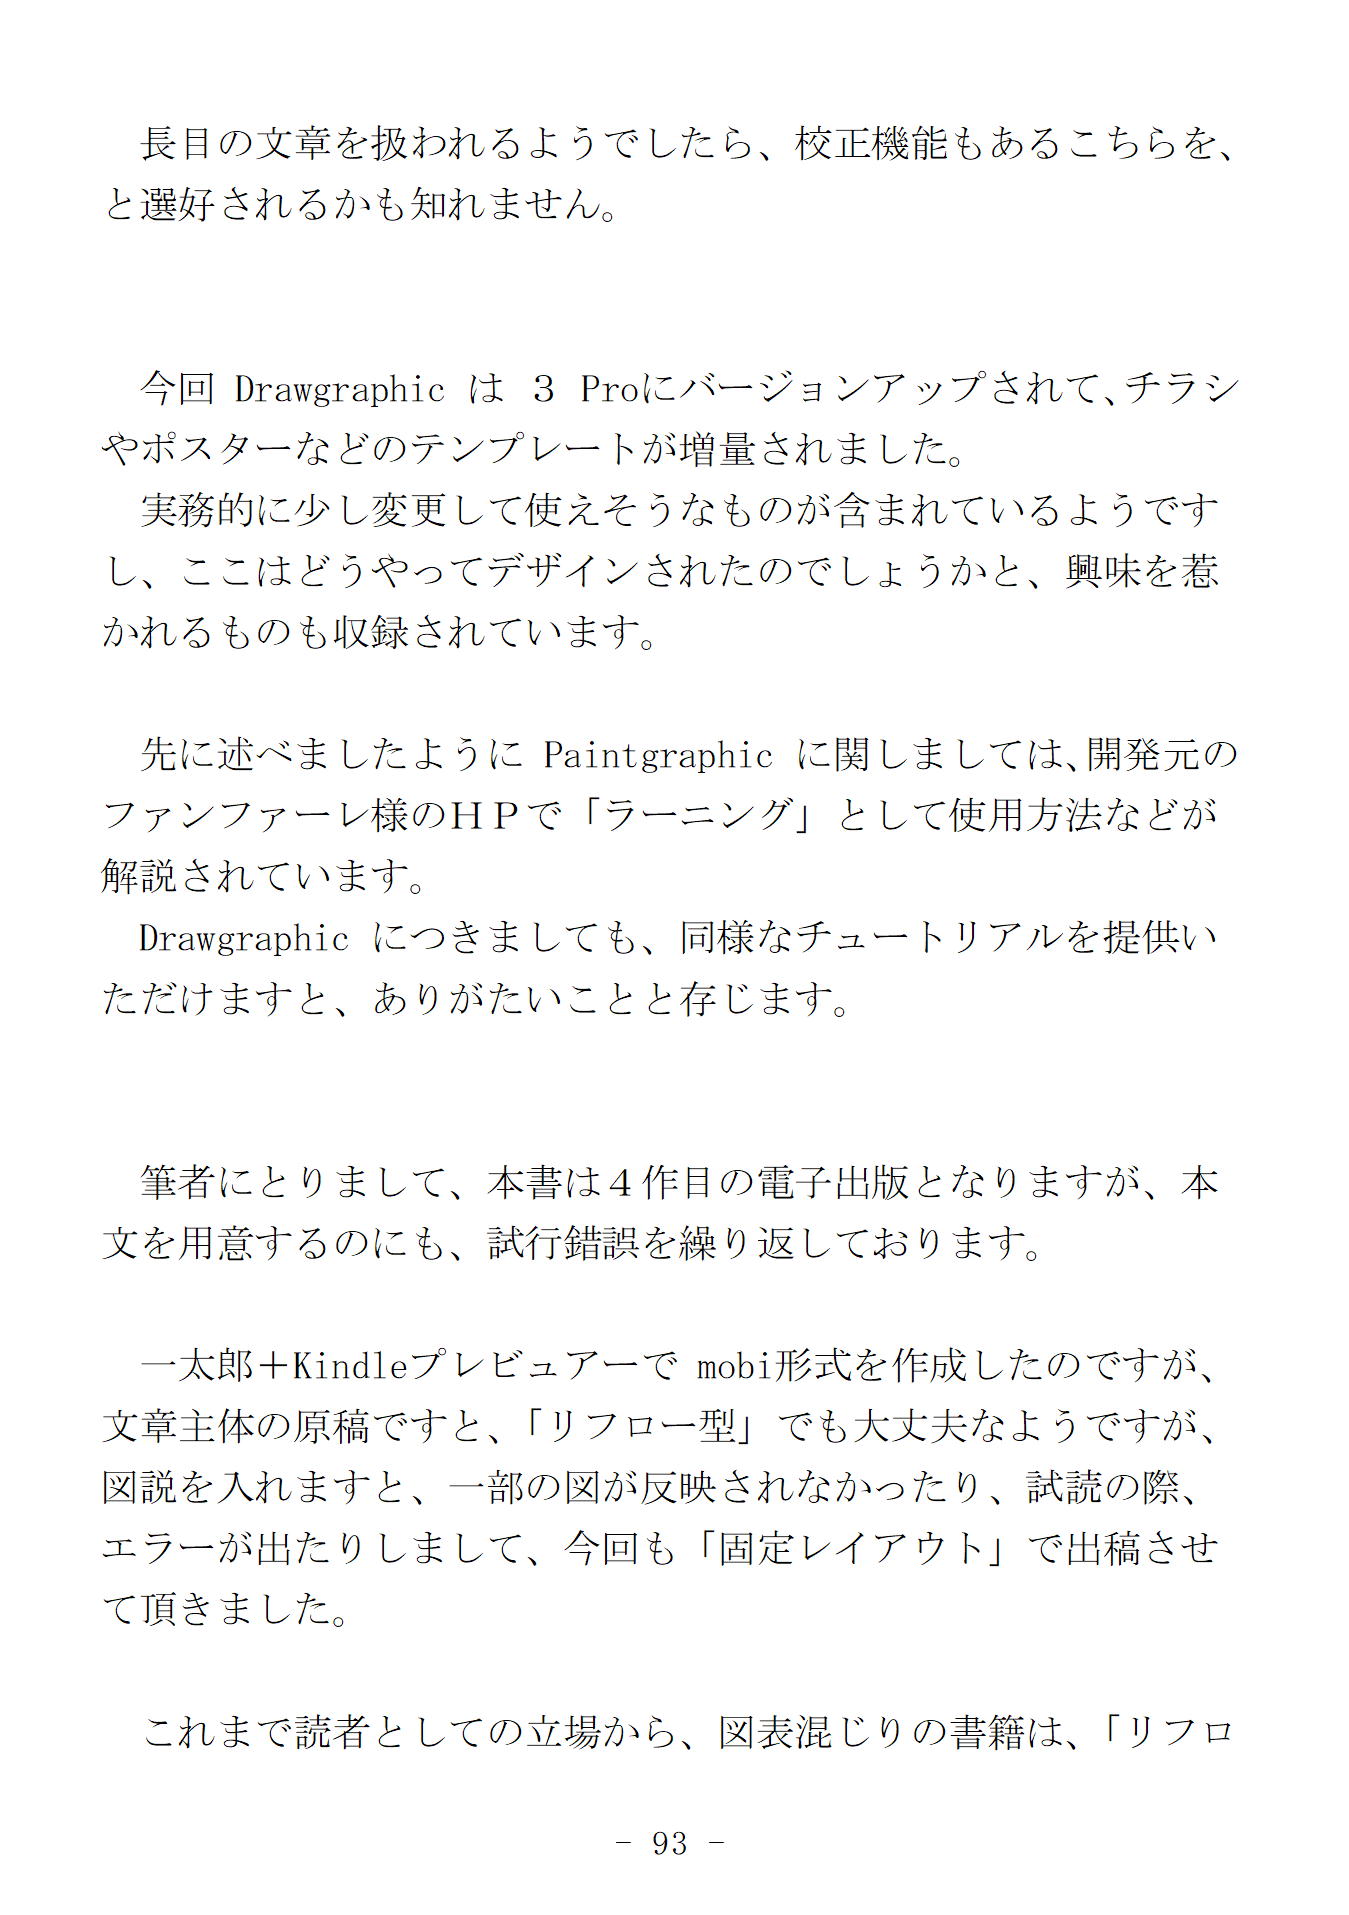 長目の文章を扱われるようでしたら、校正機能もあるこちらを、
と選好されるかも知れません。
　今回 Drawgraphic は ３ Proにバージョンアップされて、チラシ
やポスターなどのテンプレートが増量されました。
　実務的に少し変更して使えそうなものが含まれているようです
し、ここはどうやってデザインされたのでしょうかと、興味を惹
かれるものも収録されています。
　先に述べましたように Paintgraphic に関しましては、開発元の
ファンファーレ様のＨＰで「ラーニング」として使用方法などが
解説されています。
　Drawgraphic につきましても、同様なチュートリアルを提供い
ただけますと、ありがたいことと存じます。
　筆者にとりまして、本書は４作目の電子出版となりますが、本
文を用意するのにも、試行錯誤を繰り返しております。
　一太郎＋Kindleプレビュアーで mobi形式を作成したのですが、
文章主体の原稿ですと、「リフロー型」でも大丈夫なようですが、
図説を入れますと、一部の図が反映されなかったり、試読の際、
エラーが出たりしまして、今回も「固定レイアウト」で出稿させ
て頂きました。
　これまで読者としての立場から、図表混じりの書籍は、「リフロ
- 93 -